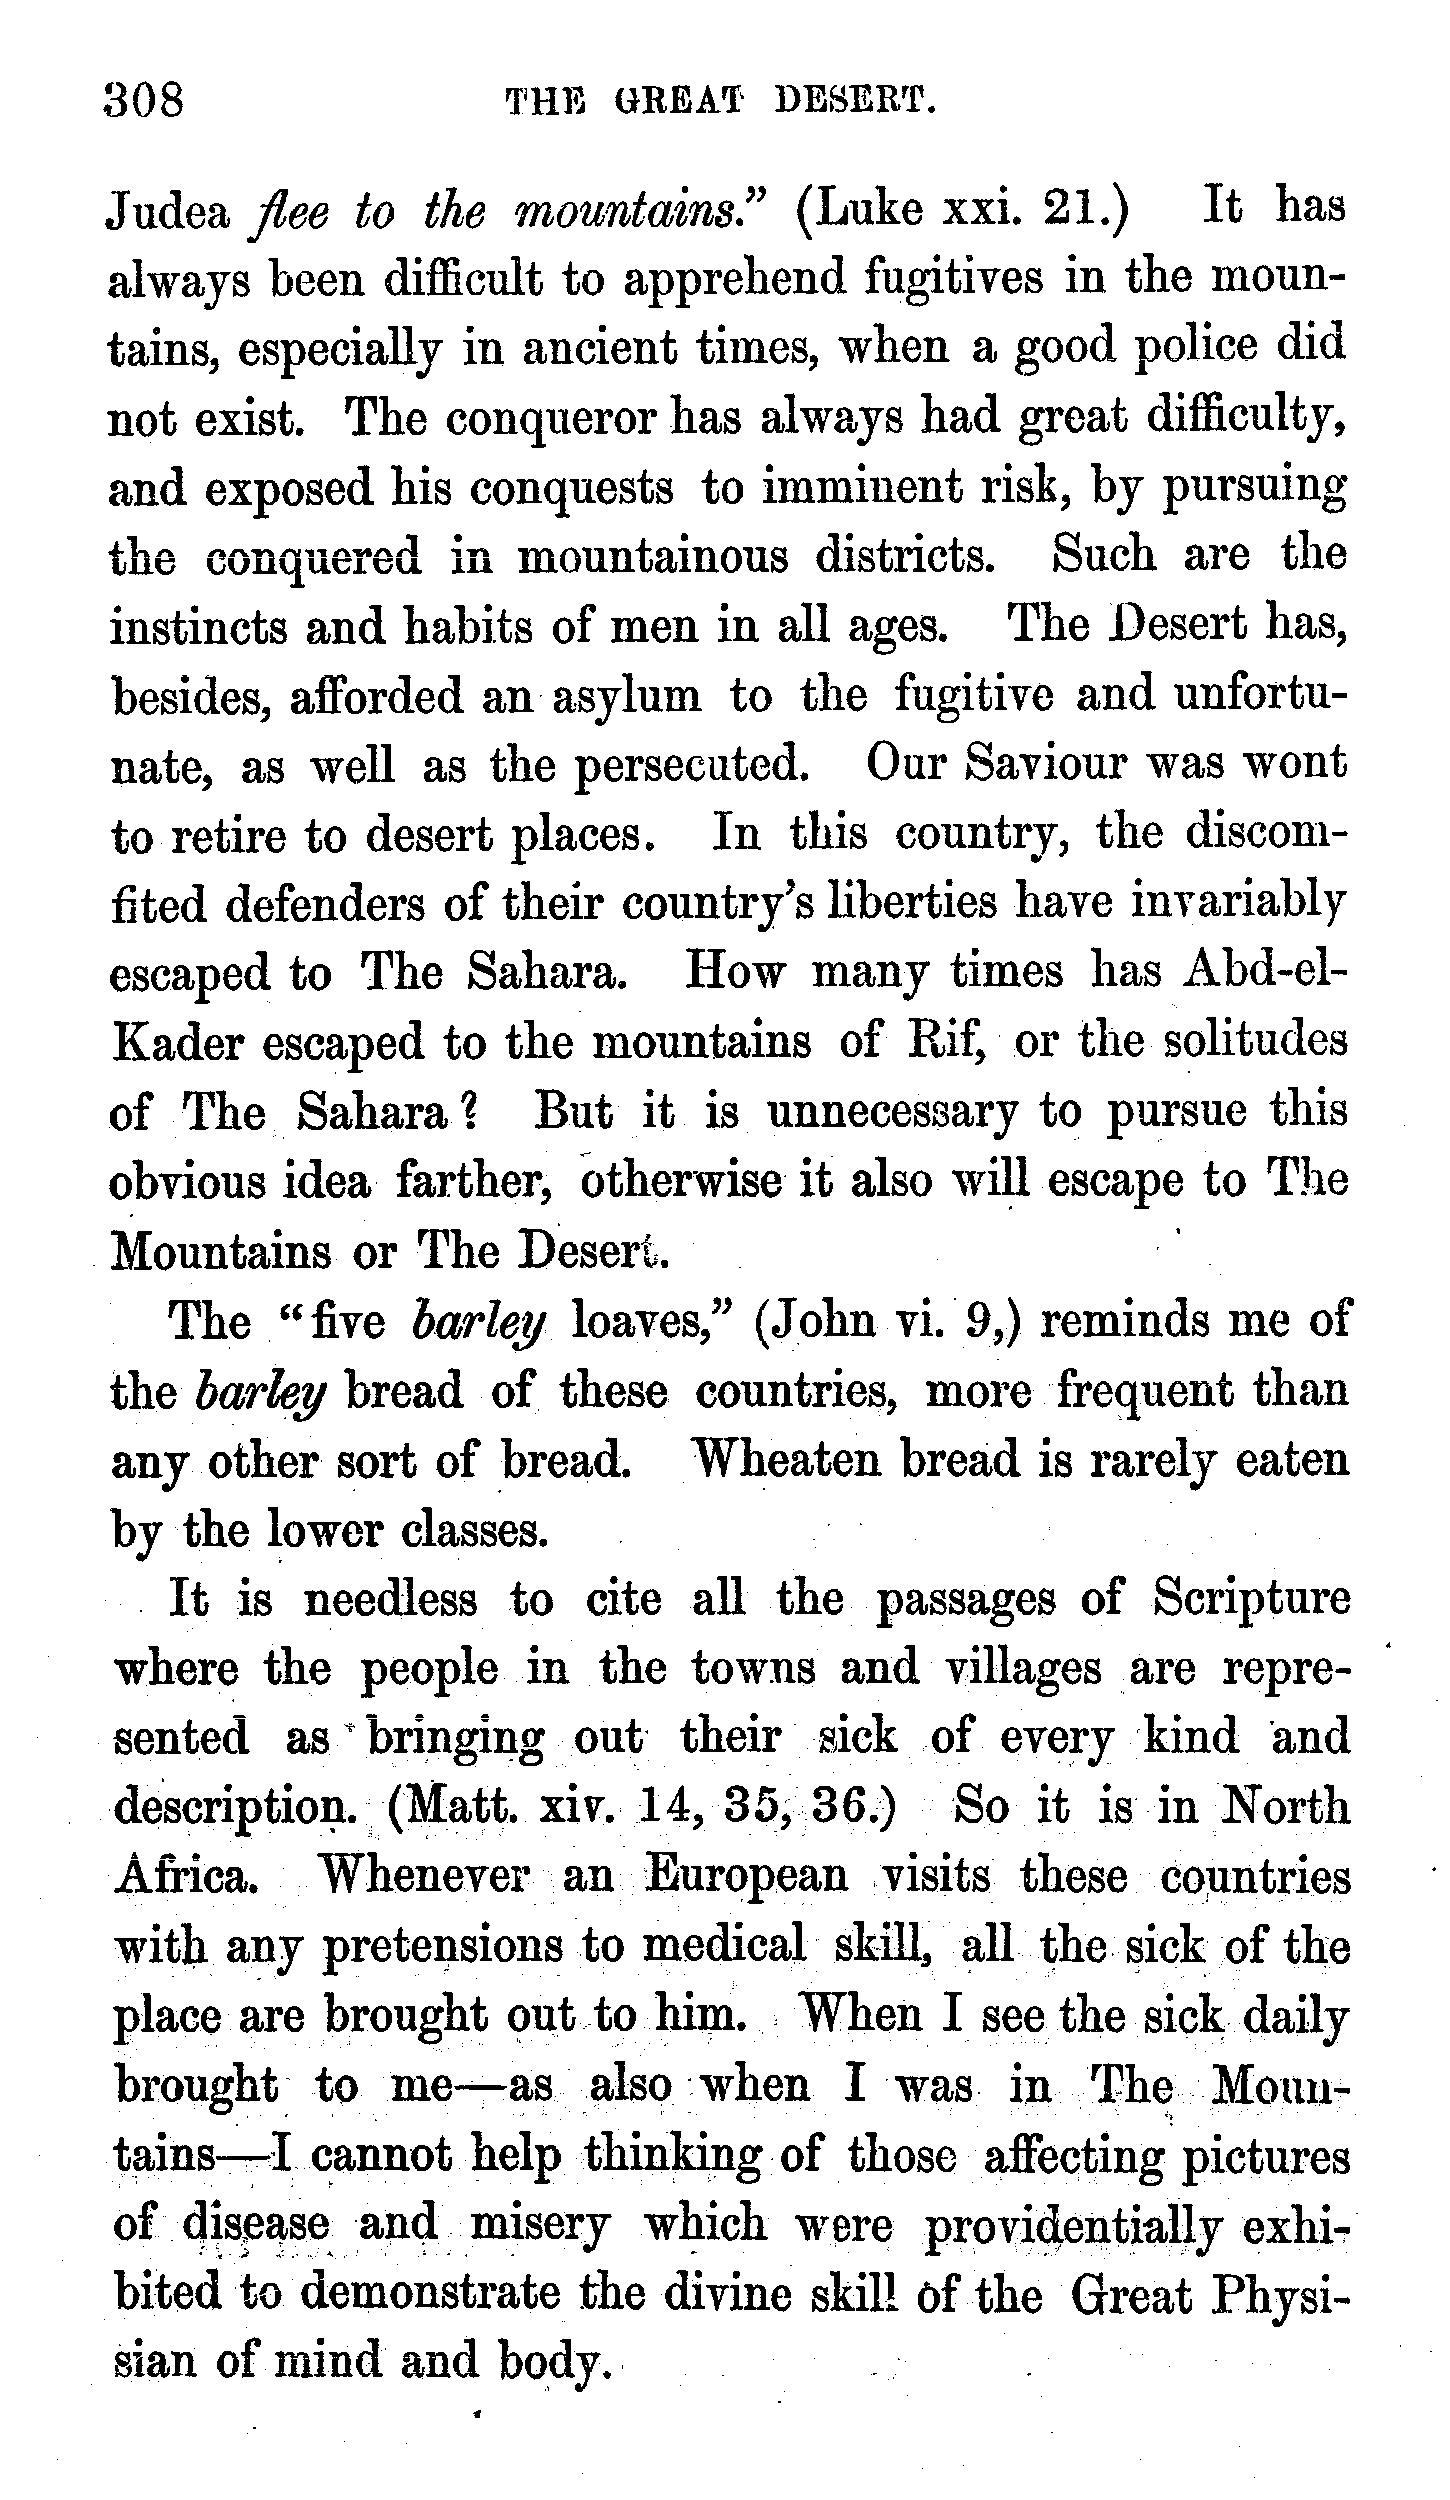 308 THE GREAT DESERT.
Judea flee to the mountains.” (Luke xxi. 21.) It has
always been difficult to apprehend fugitives in the moun-
tains, especially in ancient times, when a good police did
not exist. The conqueror has always had great difficulty,
and exposed his conquests to imminent risk, by pursuing
the conquered in mountainous districts. Such are the
instincts and habits of men in all ages. The Desert has,
besides, afforded an asylum to the fugitive and unfortu-
nate, as well as the persecuted. Our Saviour was wont
to retire to desert places. In this country, the discom-
fited defenders of their country's liberties have invariably
escaped to The Sahara. How many times has Abd-el-
Kader escaped to the mountains of Rif, or the solitudes
of The Sahara? But it is unnecessary to pursue this
obvious idea farther, otherwise it also will escape to The
Mountains or The Desert.
The “five barley loaves,” (John vi. 9,) reminds me of
the barley bread of these countries, more frequent than
any other sort of bread. Wheaten bread is rarely eaten
by the lower classes.
It is needless to cite all the passages of Scripture
where the people in the towns and villages are repre-
sented as bringing out their sick of every kind and
description. (Matt. xiv. 14, 35, 36.) So it is in North
Africa. Whenever an European visits these countries
with any pretensions to medical skill, all the sick of the
place are brought out to him. When I see the sick daily
brought to me—as also when I was in The Moun-
tains—I cannot help thinking of those affecting pictures
of disease and misery which were providentially exhi-
bited to demonstrate the divine skill of the Great Physi-
sian of mind and body.